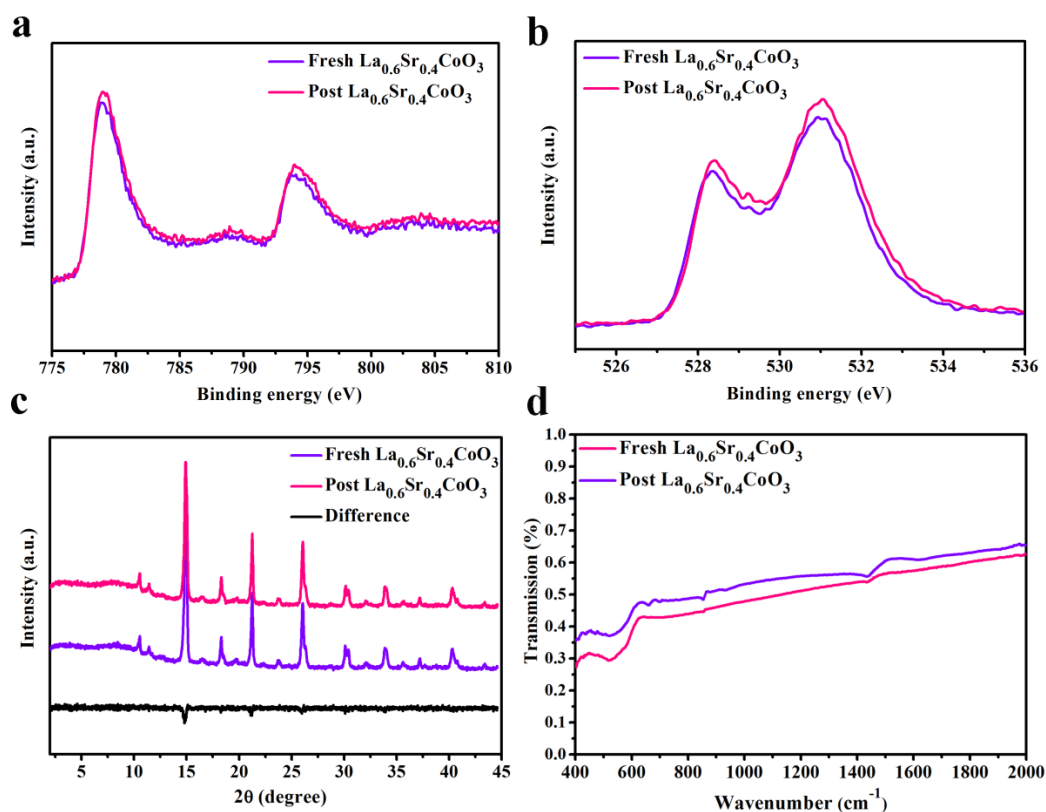 a
Fresh La0.6Sr0.4CoO3
Post La0.6Sr0.4CoO3
Intensity (a.u.)
775 780 785 790 795 800 805 810
Binding energy (eV)
b
Fresh La0.6Sr0.4CoO3
Post La0.6Sr0.4CoO3
Intensity (a.u.)
526 528 530 532 534 536
Binding energy (eV)
c
Fresh La0.6Sr0.4CoO3
Post La0.6Sr0.4CoO3
Difference
Intensity (a.u.)
5 10 15 20 25 30 35 40 45
2θ (degree)
d
Fresh La0.6Sr0.4CoO3
Post La0.6Sr0.4CoO3
Transmission (%)
1.0
0.9
0.8
0.7
0.6
0.5
0.4
0.3
0.2
0.1
0.0
400 600 800 1000 1200 1400 1600 1800 2000
Wavenumber (cm-1)